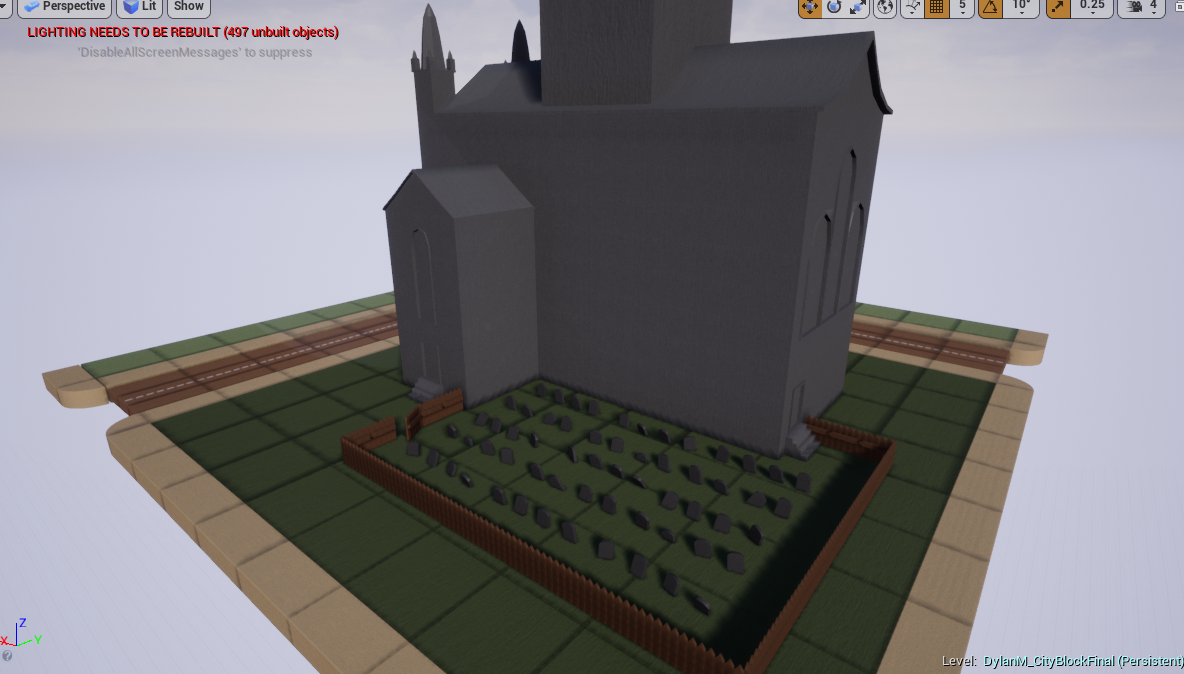 Perspective Lit Show 5 10° 0.25 4
LIGHTING NEEDS TO BE REBUILT (497 unbuilt objects)
'DisableAllScreenMessages' to suppress
Z
X Y
Level: DylanM_CityBlockFinal (Persistent)